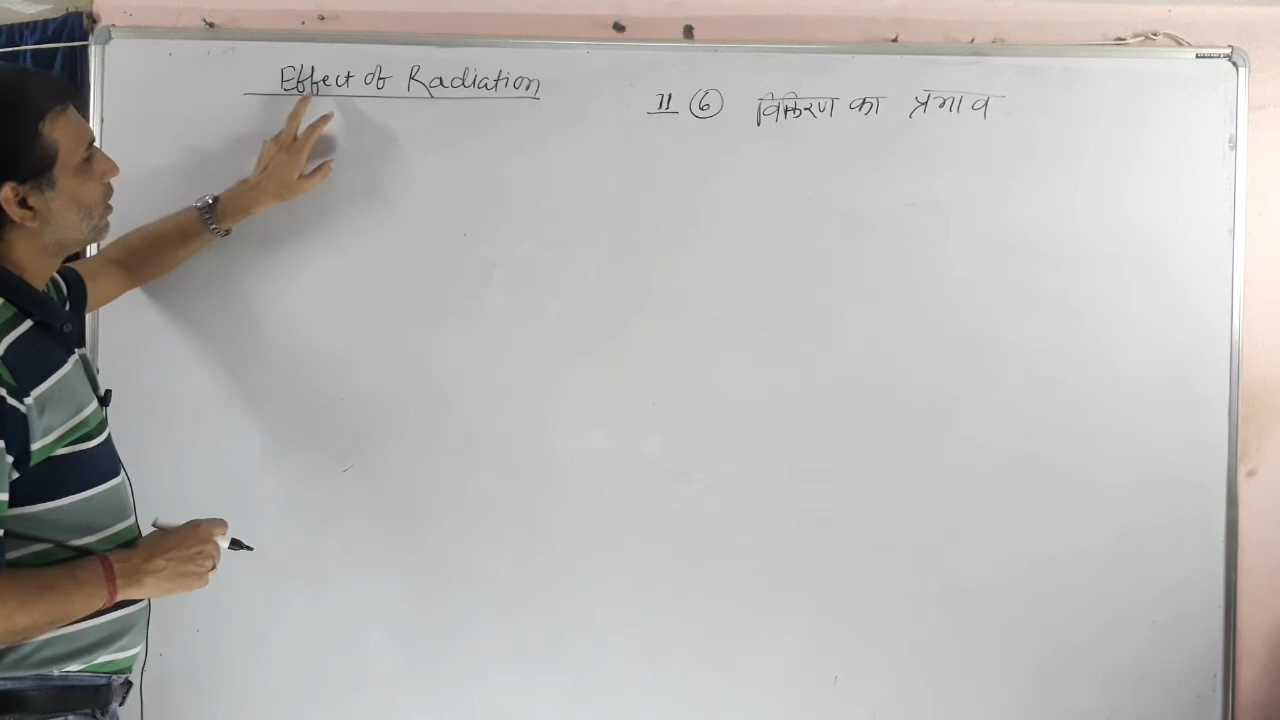 Effect of Radiation
11 6 विकिरण का प्रभाव